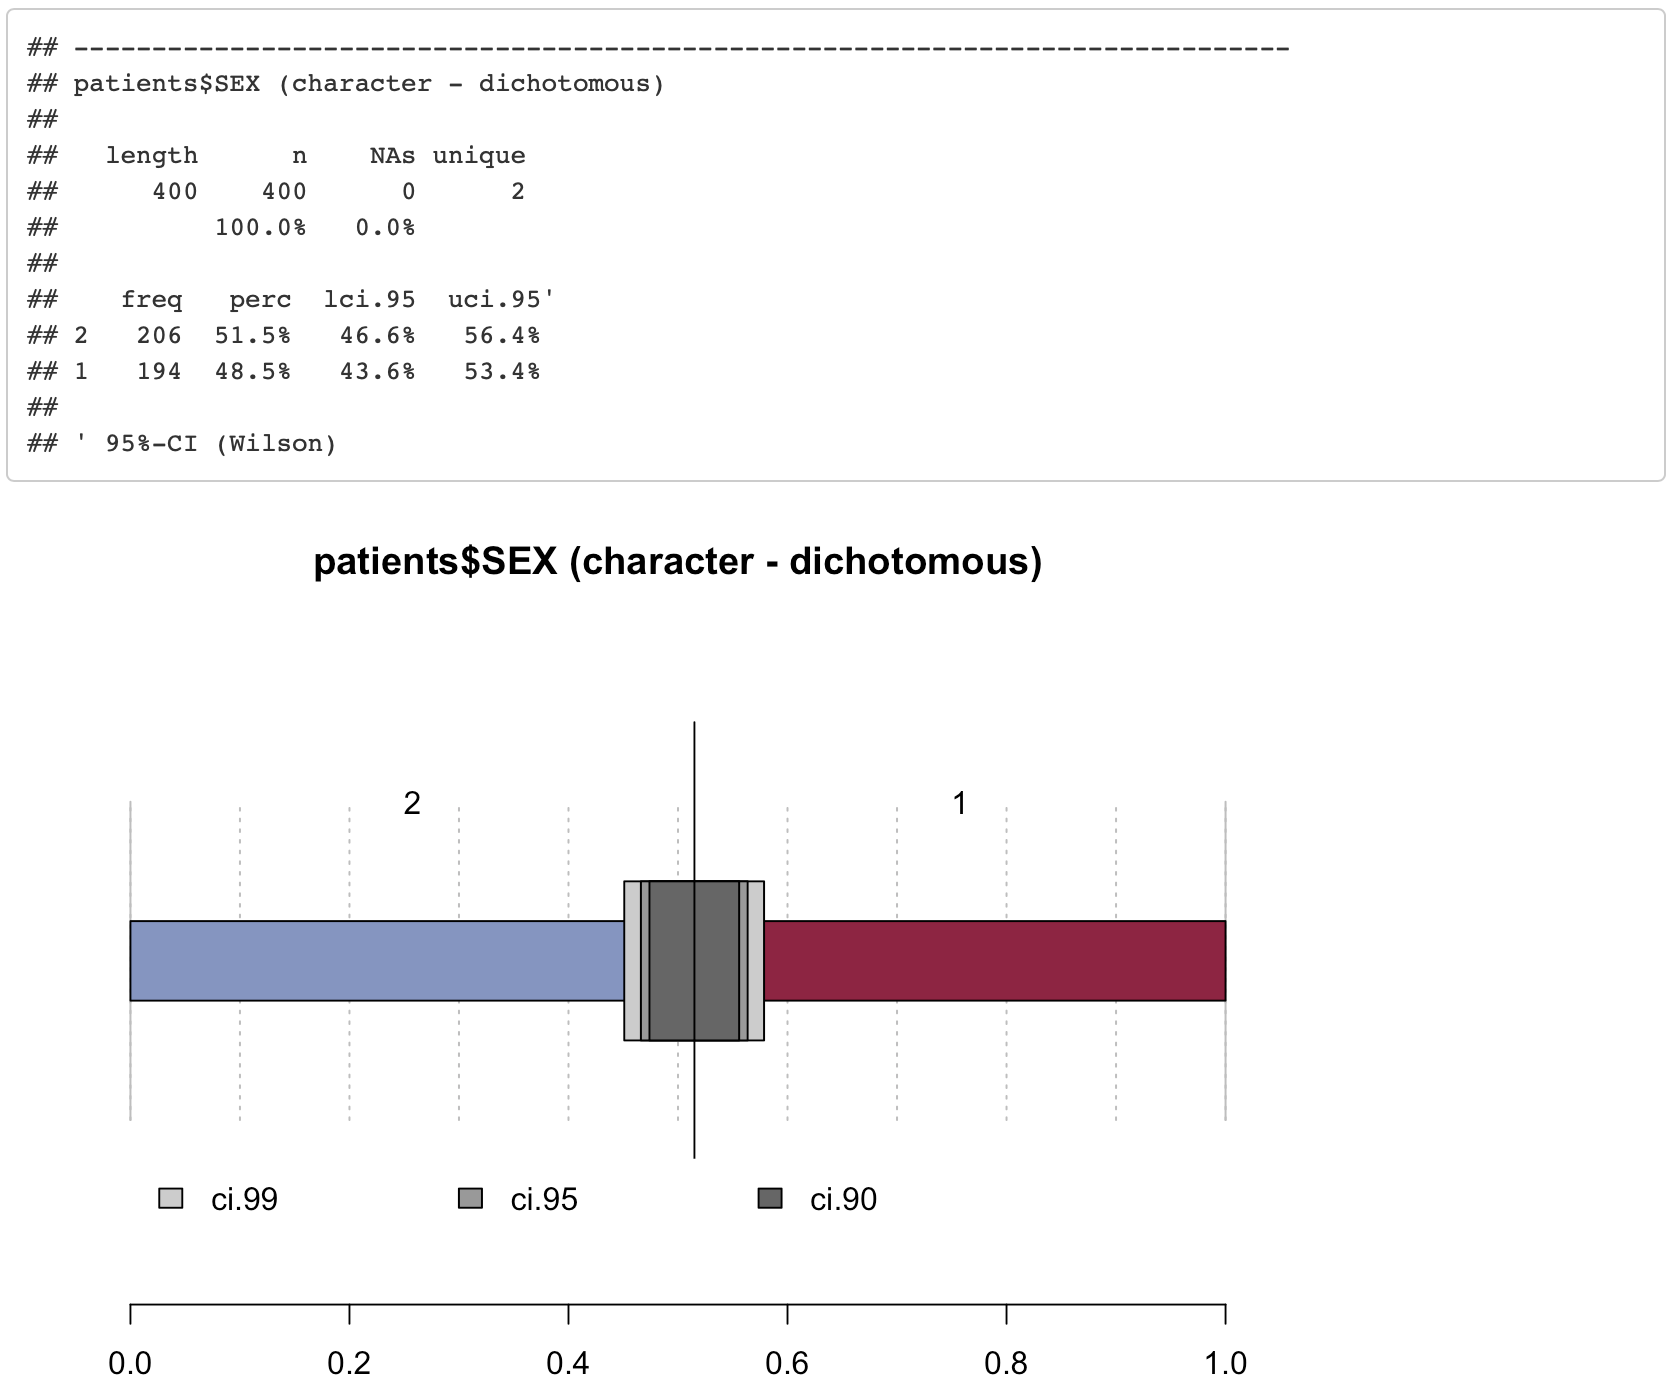 ## ------------------------------------------------------------------------------
## patients$SEX (character - dichotomous)
##
##   length      n    NAs unique
##      400    400      0      2
##          100.0%   0.0%
##
##    freq   perc  lci.95  uci.95'
## 2   206  51.5%   46.6%   56.4%
## 1   194  48.5%   43.6%   53.4%
##
## ' 95%-CI (Wilson)
patients$SEX (character - dichotomous)
2 1
ci.99 ci.95 ci.90
0.0 0.2 0.4 0.6 0.8 1.0